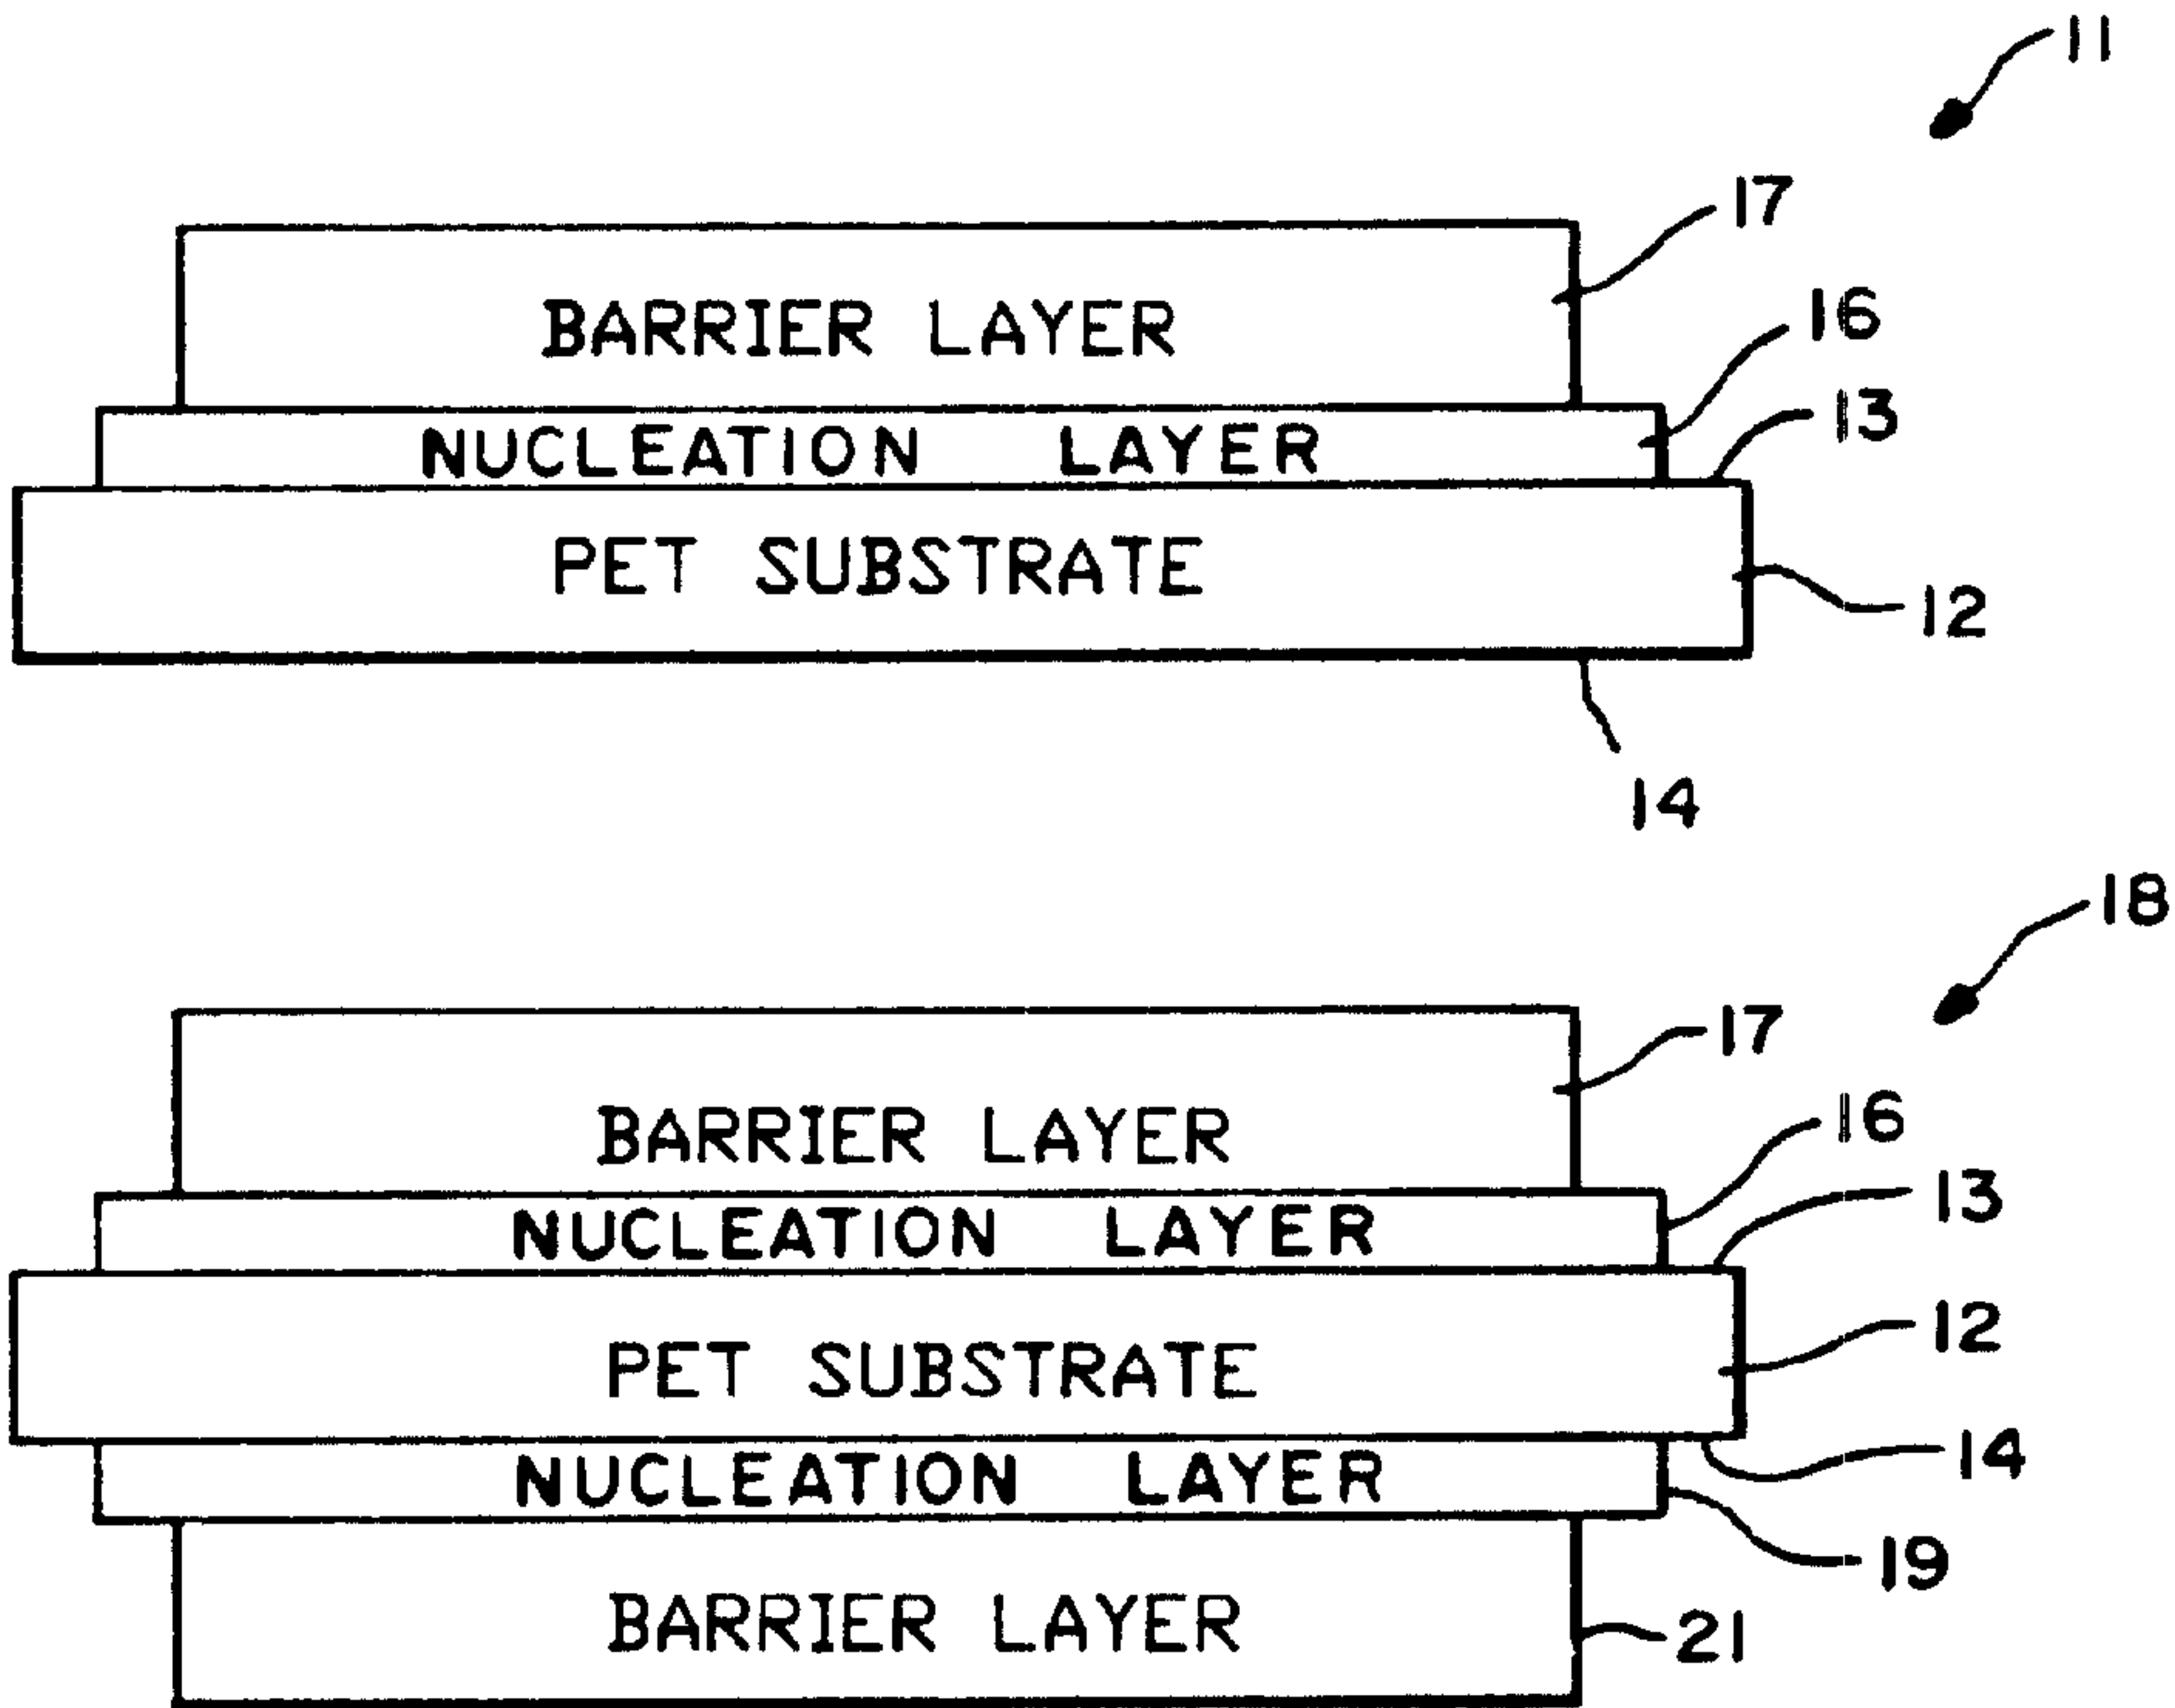 11
17
BARRIER LAYER
16
13
NUCLEATION LAYER
PET SUBSTRATE
12
14
18
17
BARRIER LAYER
16
13
NUCLEATION LAYER
12
PET SUBSTRATE
14
NUCLEATION LAYER
19
BARRIER LAYER
21